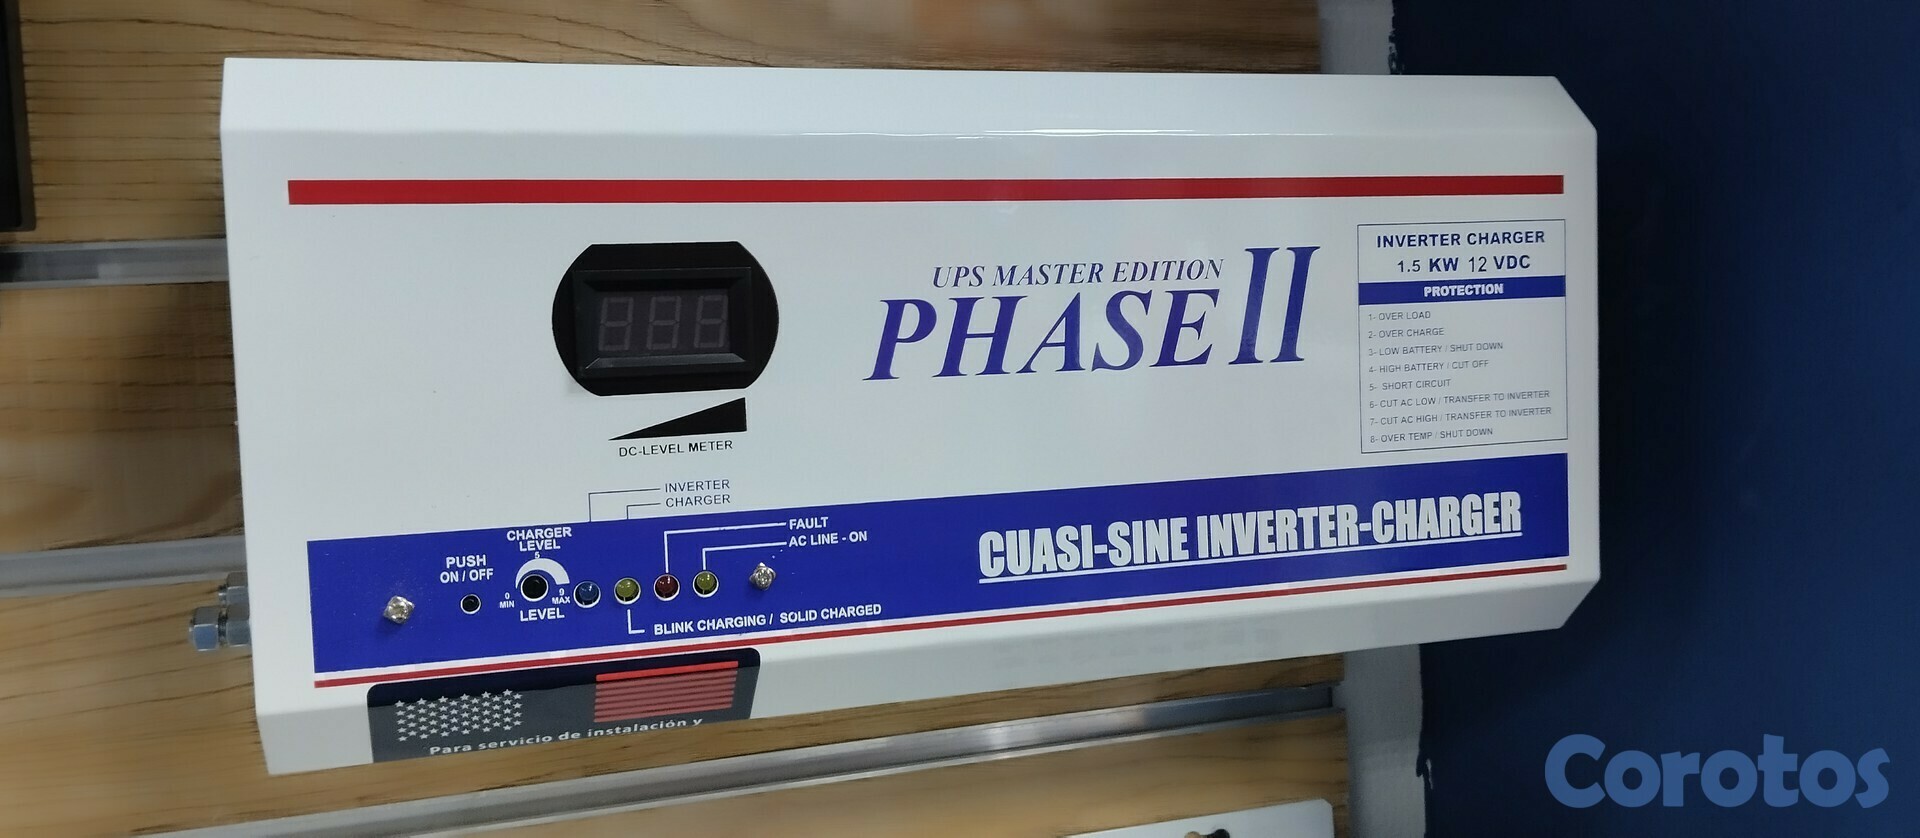 UPS MASTER EDITION
PHASE II
INVERTER CHARGER
1.5 KW 12 VDC
PROTECTION
1- OVER LOAD
2- OVER CHARGE
3- LOW BATTERY / SHUT DOWN
4- HIGH BATTERY / CUT OFF
5- SHORT CIRCUIT
6- CUT AC LOW / TRANSFER TO INVERTER
7- CUT AC HIGH / TRANSFER TO INVERTER
8- OVER TEMP / SHUT DOWN
DC-LEVEL METER
INVERTER
CHARGER
FAULT
AC LINE - ON
PUSH
ON / OFF
CHARGER
LEVEL
5
0
MIN
9
MAX
LEVEL
BLINK CHARGING / SOLID CHARGED
CUASI-SINE INVERTER-CHARGER
Para servicio de instalación y
Corotos